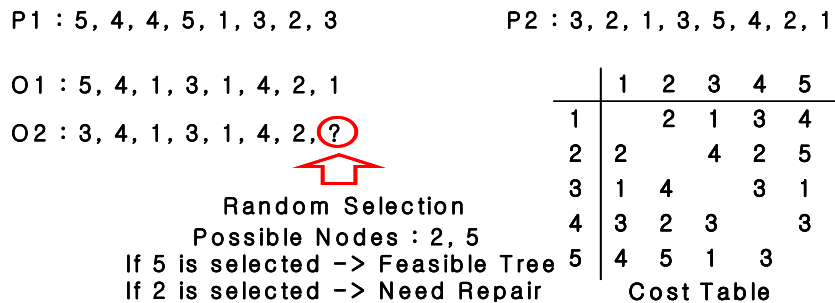 P1 : 5, 4, 4, 5, 1, 3, 2, 3
P2 : 3, 2, 1, 3, 5, 4, 2, 1
O1 : 5, 4, 1, 3, 1, 4, 2, 1
O2 : 3, 4, 1, 3, 1, 4, 2, ?
Random Selection
Possible Nodes : 2, 5
If 5 is selected -> Feasible Tree
If 2 is selected -> Need Repair
1 2 3 4 5
1 2 1 3 4
2 2 4 2 5
3 1 4 3 1
4 3 2 3 3
5 4 5 1 3
Cost Table